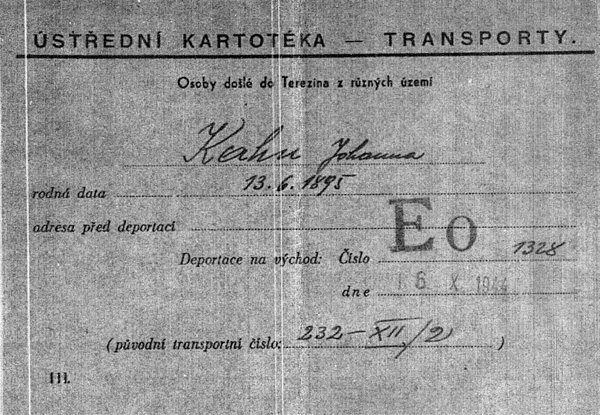 ÚSTŘEDNÍ KARTOTÉKA — TRANSPORTY.
Osoby došlé do Terezína z různých území
Kahn Johanna
rodná data 13. 6. 1895
adresa před deportací
Eo
Deportace na východ: Číslo 1328
dne 6 X. 1944
(původní transportní číslo: 232-XII/2)
III.